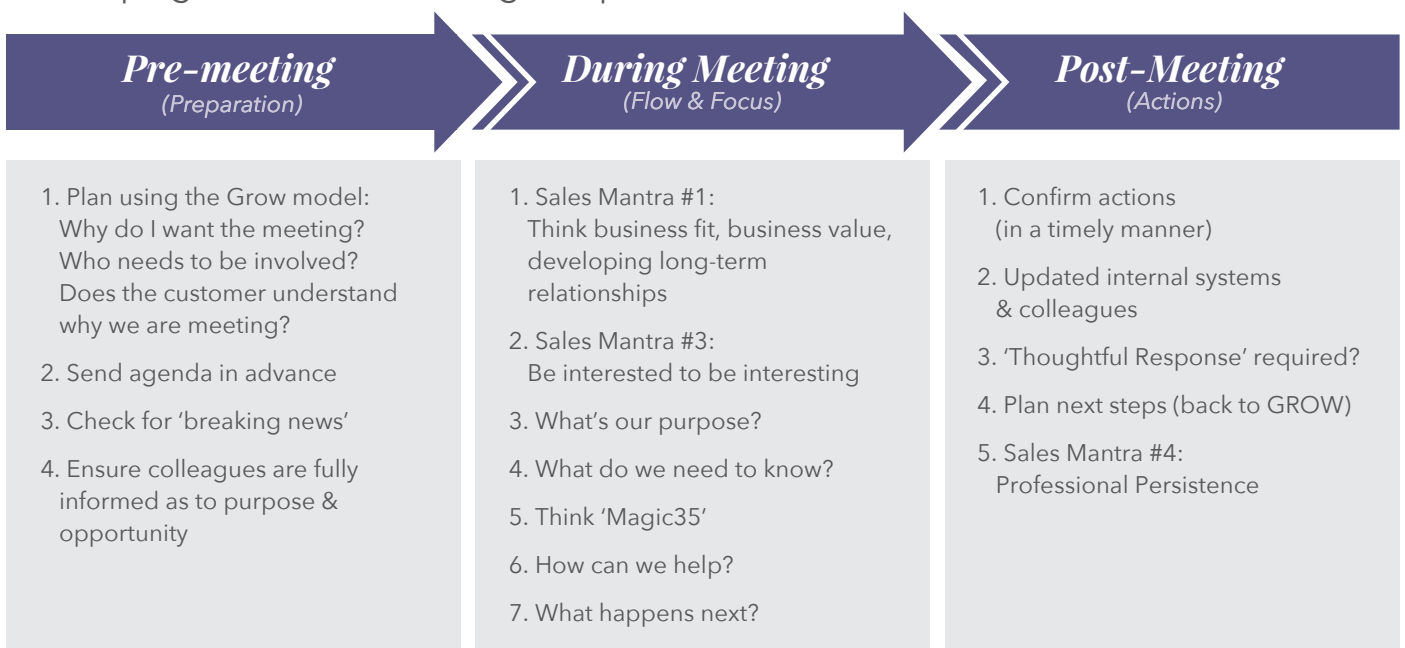 Pre-meeting
(Preparation)
During Meeting
(Flow & Focus)
Post-Meeting
(Actions)
1. Plan using the Grow model:
Why do I want the meeting?
Who needs to be involved?
Does the customer understand
why we are meeting?
2. Send agenda in advance
3. Check for ‘breaking news’
4. Ensure colleagues are fully
informed as to purpose &
opportunity
1. Sales Mantra #1:
Think business fit, business value,
developing long-term
relationships
2. Sales Mantra #3:
Be interested to be interesting
3. What’s our purpose?
4. What do we need to know?
5. Think ‘Magic35’
6. How can we help?
7. What happens next?
1. Confirm actions
(in a timely manner)
2. Updated internal systems
& colleagues
3. ‘Thoughtful Response’ required?
4. Plan next steps (back to GROW)
5. Sales Mantra #4:
Professional Persistence